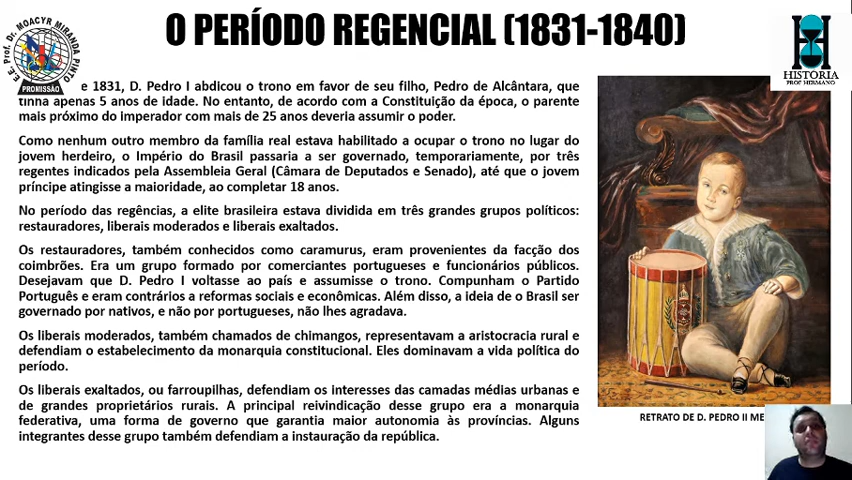 O PERÍODO REGENCIAL (1831-1840)
E.E. Prof. Dr. MOACYR MIRANDA PINTO
PROMISSÃO
HISTORIA
PROF HERMANO
e 1831, D. Pedro I abdicou o trono em favor de seu filho, Pedro de Alcântara, que
tinha apenas 5 anos de idade. No entanto, de acordo com a Constituição da época, o parente
mais próximo do imperador com mais de 25 anos deveria assumir o poder.
Como nenhum outro membro da família real estava habilitado a ocupar o trono no lugar do
jovem herdeiro, o Império do Brasil passaria a ser governado, temporariamente, por três
regentes indicados pela Assembleia Geral (Câmara de Deputados e Senado), até que o jovem
príncipe atingisse a maioridade, ao completar 18 anos.
No período das regências, a elite brasileira estava dividida em três grandes grupos políticos:
restauradores, liberais moderados e liberais exaltados.
Os restauradores, também conhecidos como caramurus, eram provenientes da facção dos
coimbrões. Era um grupo formado por comerciantes portugueses e funcionários públicos.
Desejavam que D. Pedro I voltasse ao país e assumisse o trono. Compunham o Partido
Português e eram contrários a reformas sociais e econômicas. Além disso, a ideia de o Brasil ser
governado por nativos, e não por portugueses, não lhes agradava.
Os liberais moderados, também chamados de chimangos, representavam a aristocracia rural e
defendiam o estabelecimento da monarquia constitucional. Eles dominavam a vida política do
período.
Os liberais exaltados, ou farroupilhas, defendiam os interesses das camadas médias urbanas e
de grandes proprietários rurais. A principal reivindicação desse grupo era a monarquia
federativa, uma forma de governo que garantia maior autonomia às províncias. Alguns
integrantes desse grupo também defendiam a instauração da república.
RETRATO DE D. PEDRO II ME